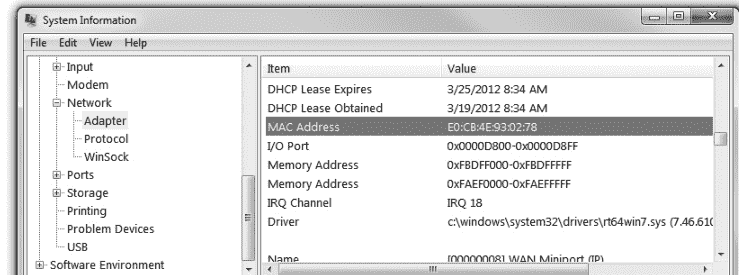 System Information
File Edit View Help
Input
Modem
Network
Adapter
Protocol
WinSock
Ports
Storage
Printing
Problem Devices
USB
Software Environment
Item Value
DHCP Lease Expires 3/25/2012 8:34 AM
DHCP Lease Obtained 3/19/2012 8:34 AM
MAC Address E0:CB:4E:93:02:78
I/O Port 0x0000D800-0x0000D8FF
Memory Address 0xFBDFF000-0xFBDFFFFF
Memory Address 0xFAEF0000-0xFAEFFFFF
IRQ Channel IRQ 18
Driver c:\windows\system32\drivers\rt64win7.sys (7.46.610
Name [00000008] WAN Miniport (IP)